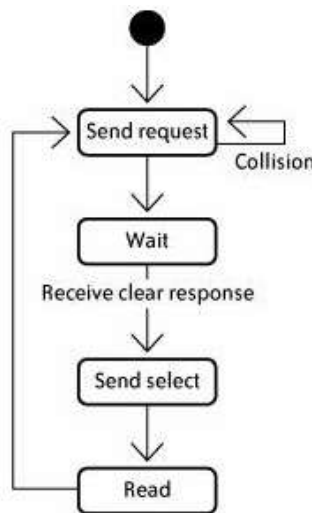 Send request
Collision
Wait
Receive clear response
Send select
Read